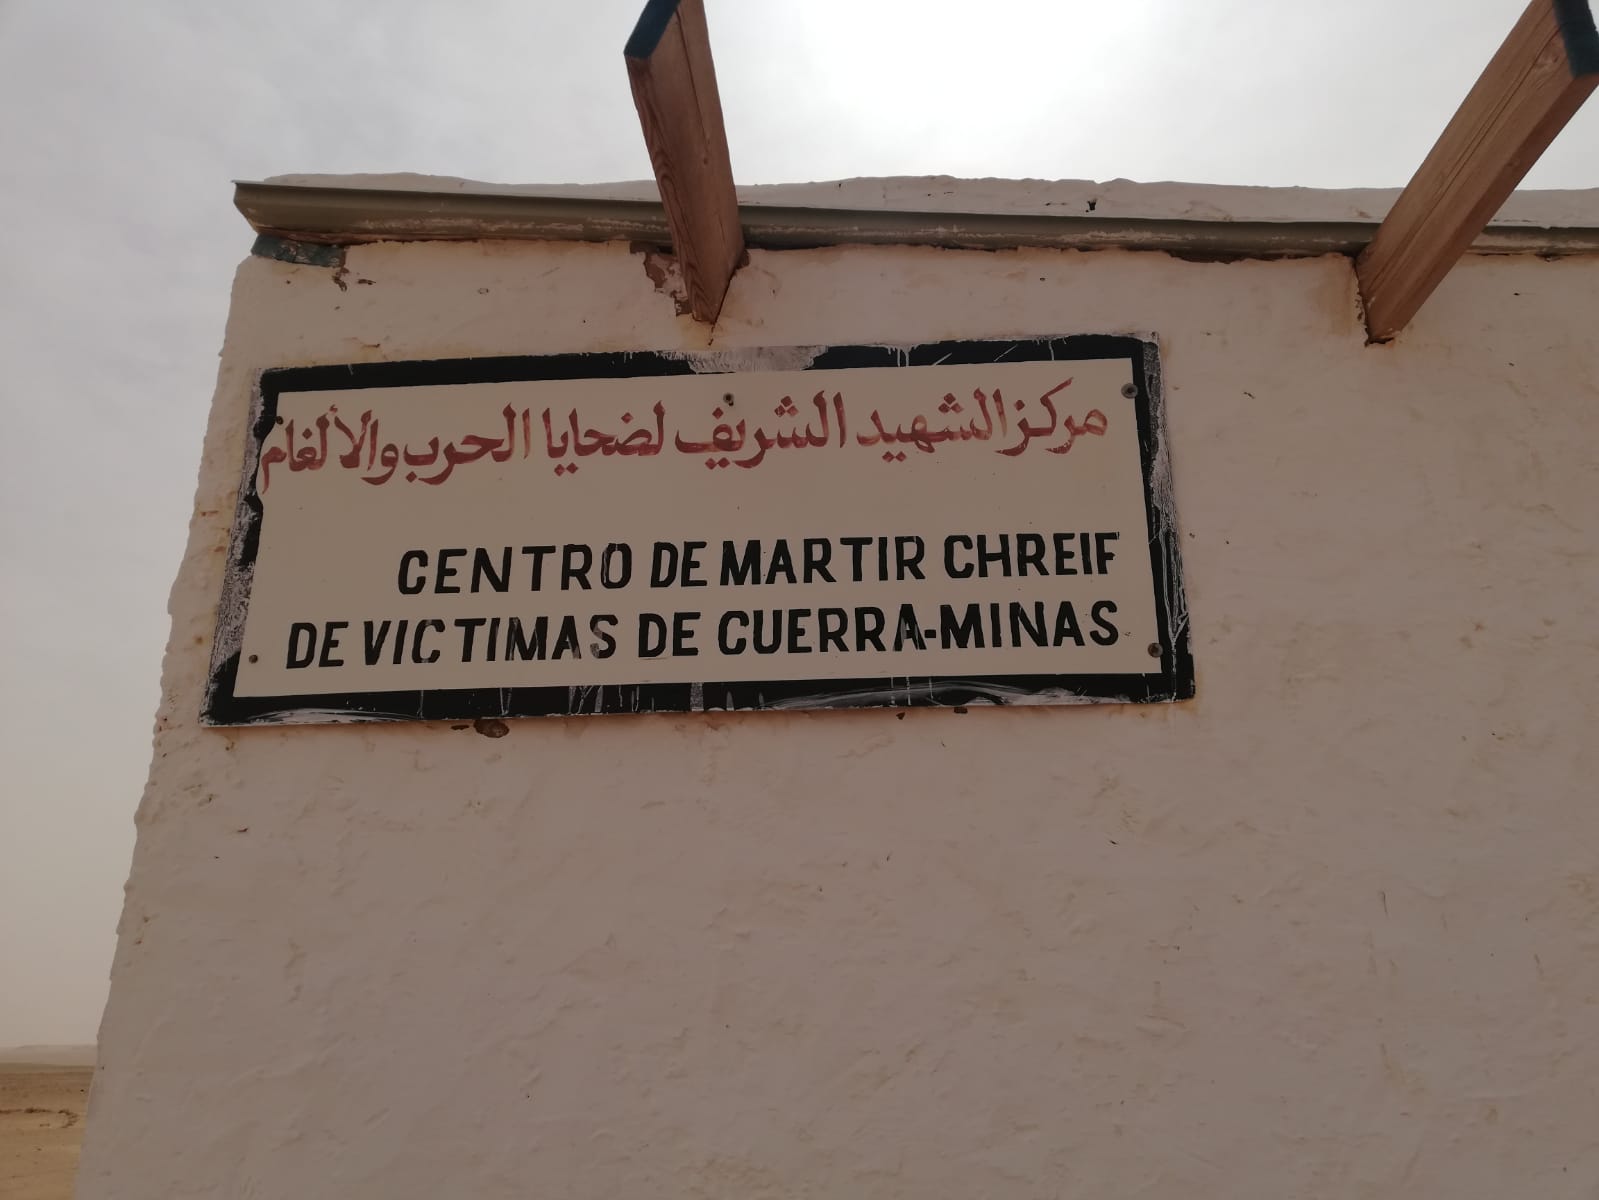 مركز الشهيد الشريف لضحايا الحرب والألغام
CENTRO DE MARTIR CHREIF
DE VICTIMAS DE CUERRA-MINAS